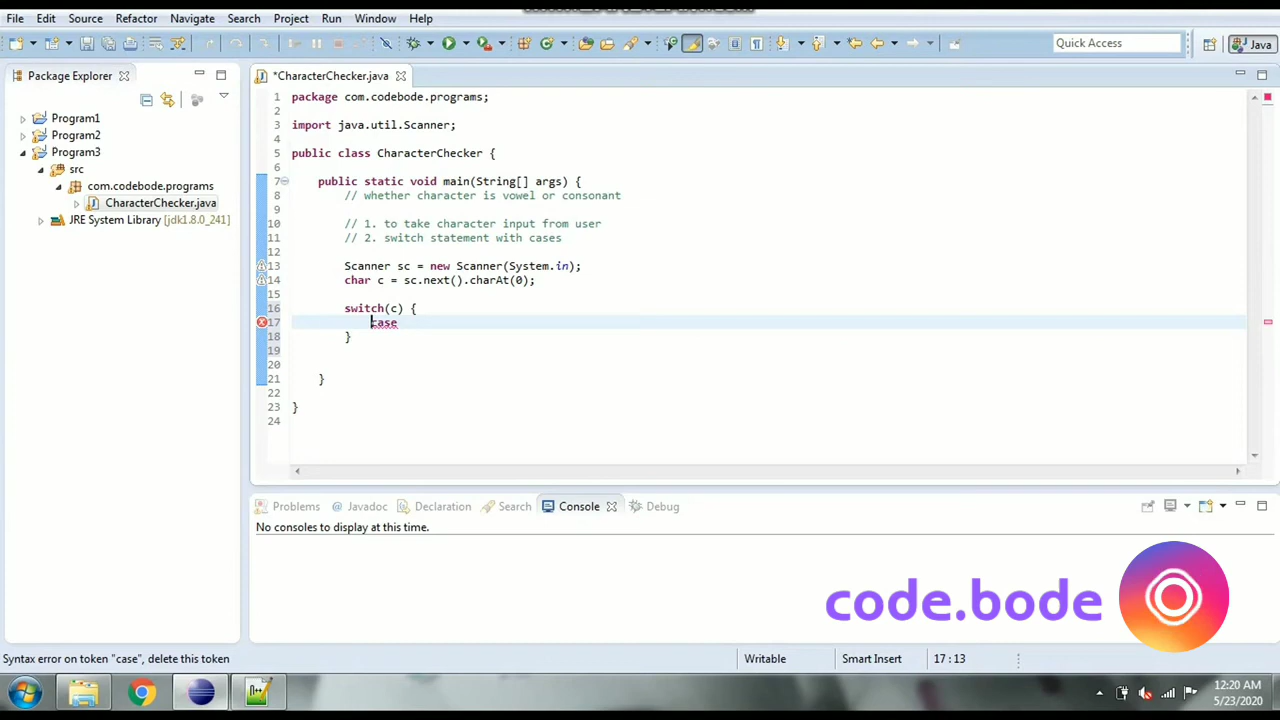 File Edit Source Refactor Navigate Search Project Run Window Help
Quick Access
Java
Package Explorer
Program1
Program2
Program3
src
com.codebode.programs
CharacterChecker.java
JRE System Library [jdk1.8.0_241]
*CharacterChecker.java
1 package com.codebode.programs;
2
3 import java.util.Scanner;
4
5 public class CharacterChecker {
6
7 public static void main(String[] args) {
8 // whether character is vowel or consonant
9
10 // 1. to take character input from user
11 // 2. switch statement with cases
12
13 Scanner sc = new Scanner(System.in);
14 char c = sc.next().charAt(0);
15
16 switch(c) {
17 case
18 }
19
20
21 }
22
23 }
24
Problems @ Javadoc Declaration Search Console Debug
No consoles to display at this time.
code.bode
Syntax error on token "case", delete this token Writable Smart Insert 17 : 13
12:20 AM
5/23/2020